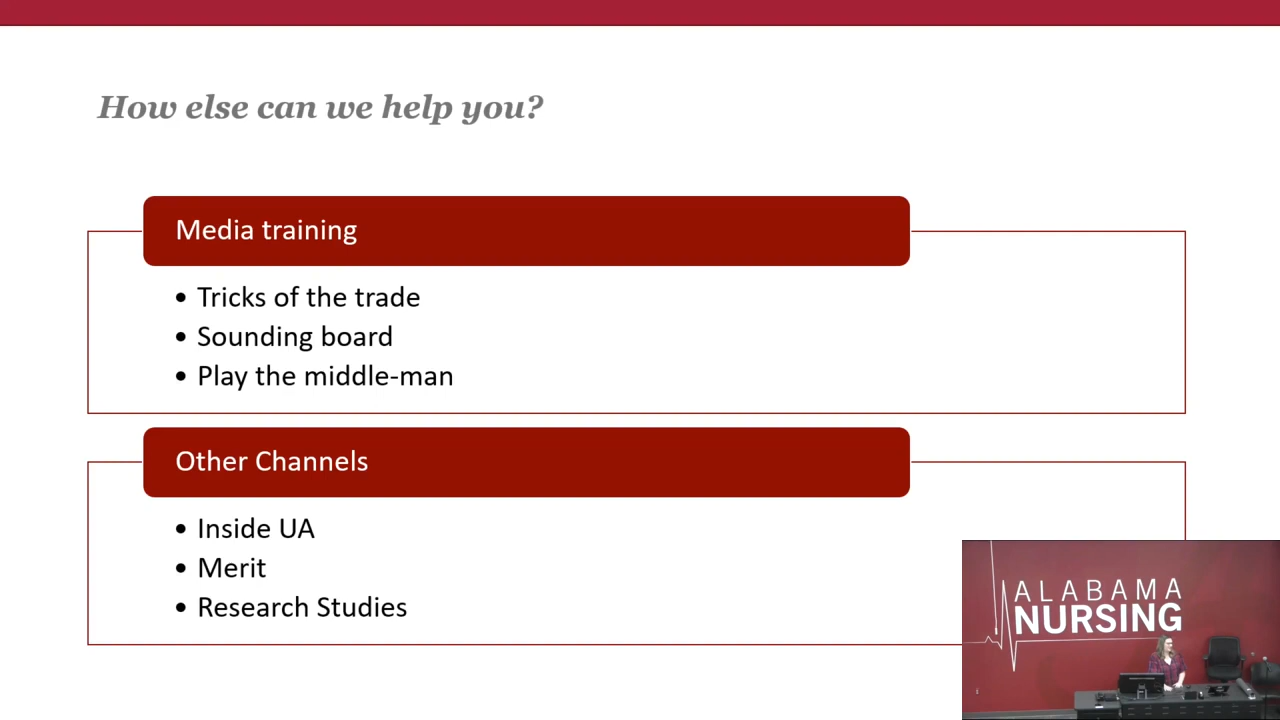 How else can we help you?
Media training
• Tricks of the trade
• Sounding board
• Play the middle-man
Other Channels
• Inside UA
• Merit
• Research Studies
ALABAMA
NURSING